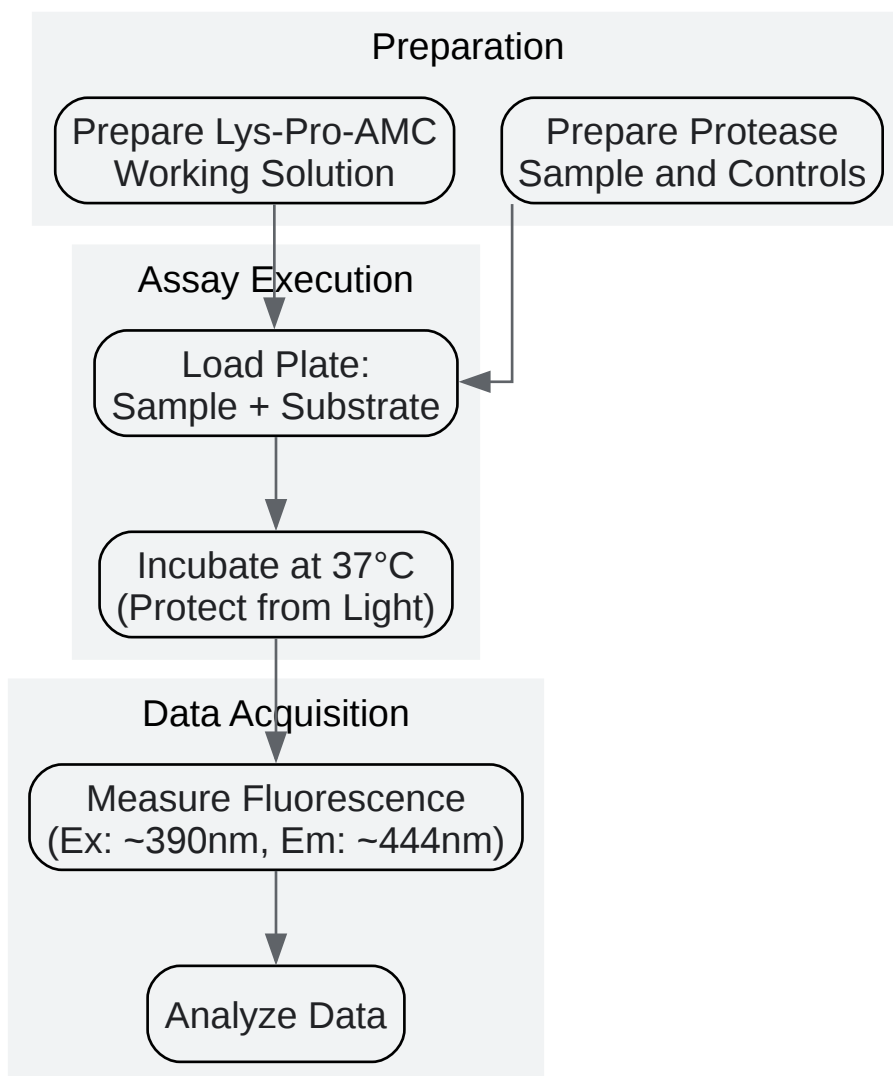 Preparation
Prepare Lys-Pro-AMC
Working Solution
Prepare Protease
Sample and Controls
Assay Execution
Load Plate:
Sample + Substrate
Incubate at 37°C
(Protect from Light)
Data Acquisition
Measure Fluorescence
(Ex: ~390nm, Em: ~444nm)
Analyze Data